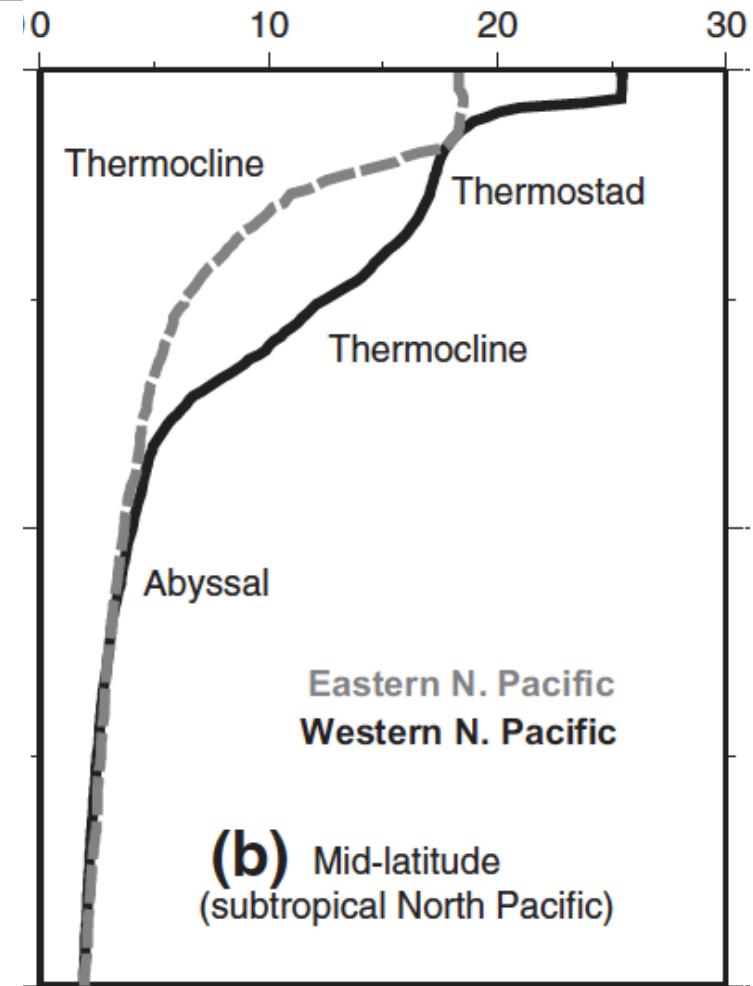 0 10 20 30
Thermocline
Thermostad
Thermocline
Abyssal
Eastern N. Pacific
Western N. Pacific
(b) Mid-latitude
(subtropical North Pacific)